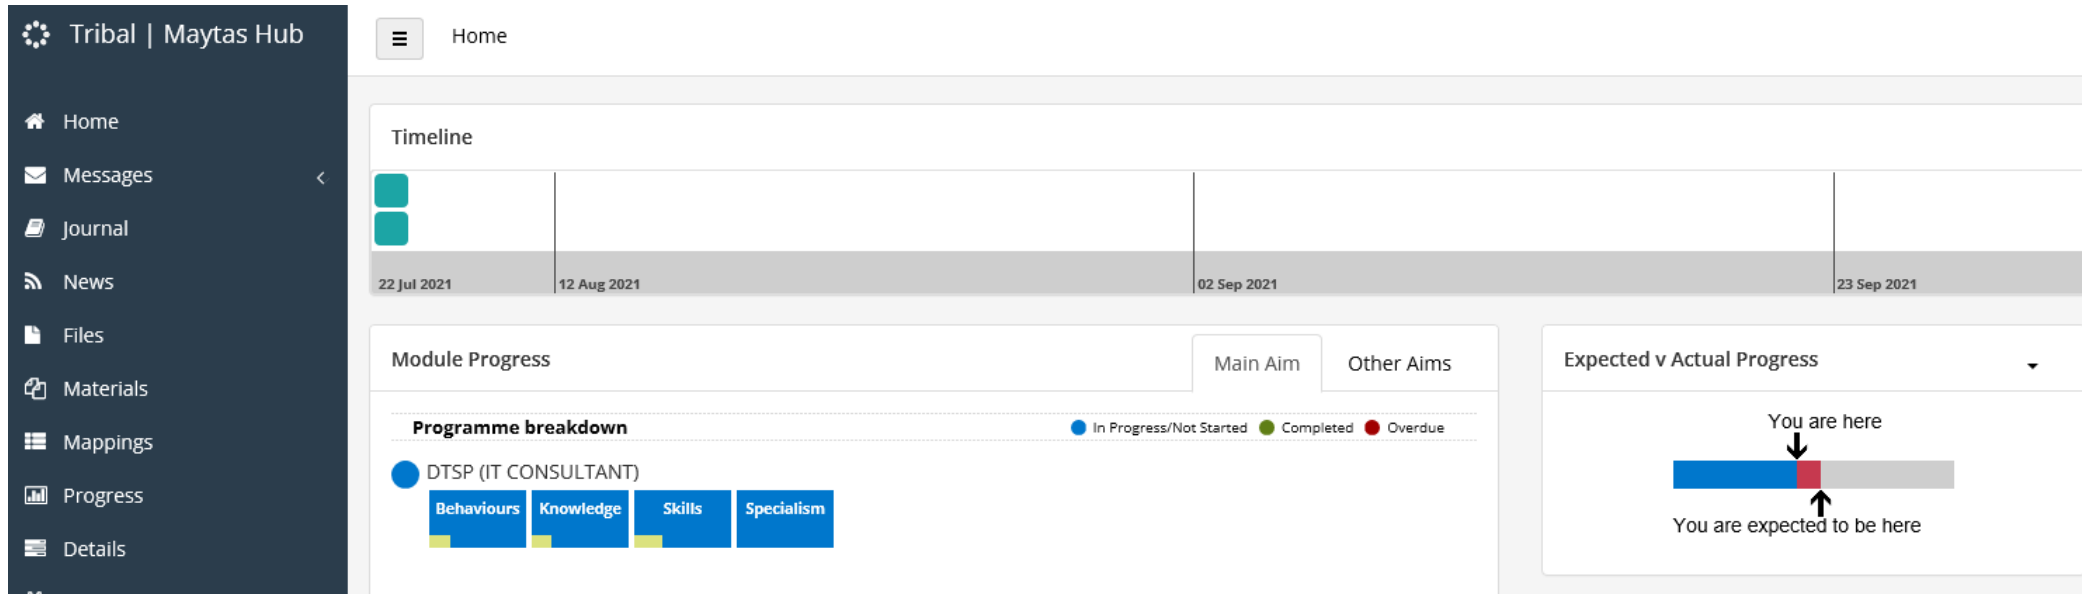 Tribal | Maytas Hub
Home
Home
Messages
Journal
News
Files
Materials
Mappings
Progress
Details
Timeline
22 Jul 2021
12 Aug 2021
02 Sep 2021
23 Sep 2021
Module Progress
Main Aim
Other Aims
Programme breakdown
In Progress/Not Started
Completed
Overdue
DTSP (IT CONSULTANT)
Behaviours
Knowledge
Skills
Specialism
Expected v Actual Progress
You are here
You are expected to be here